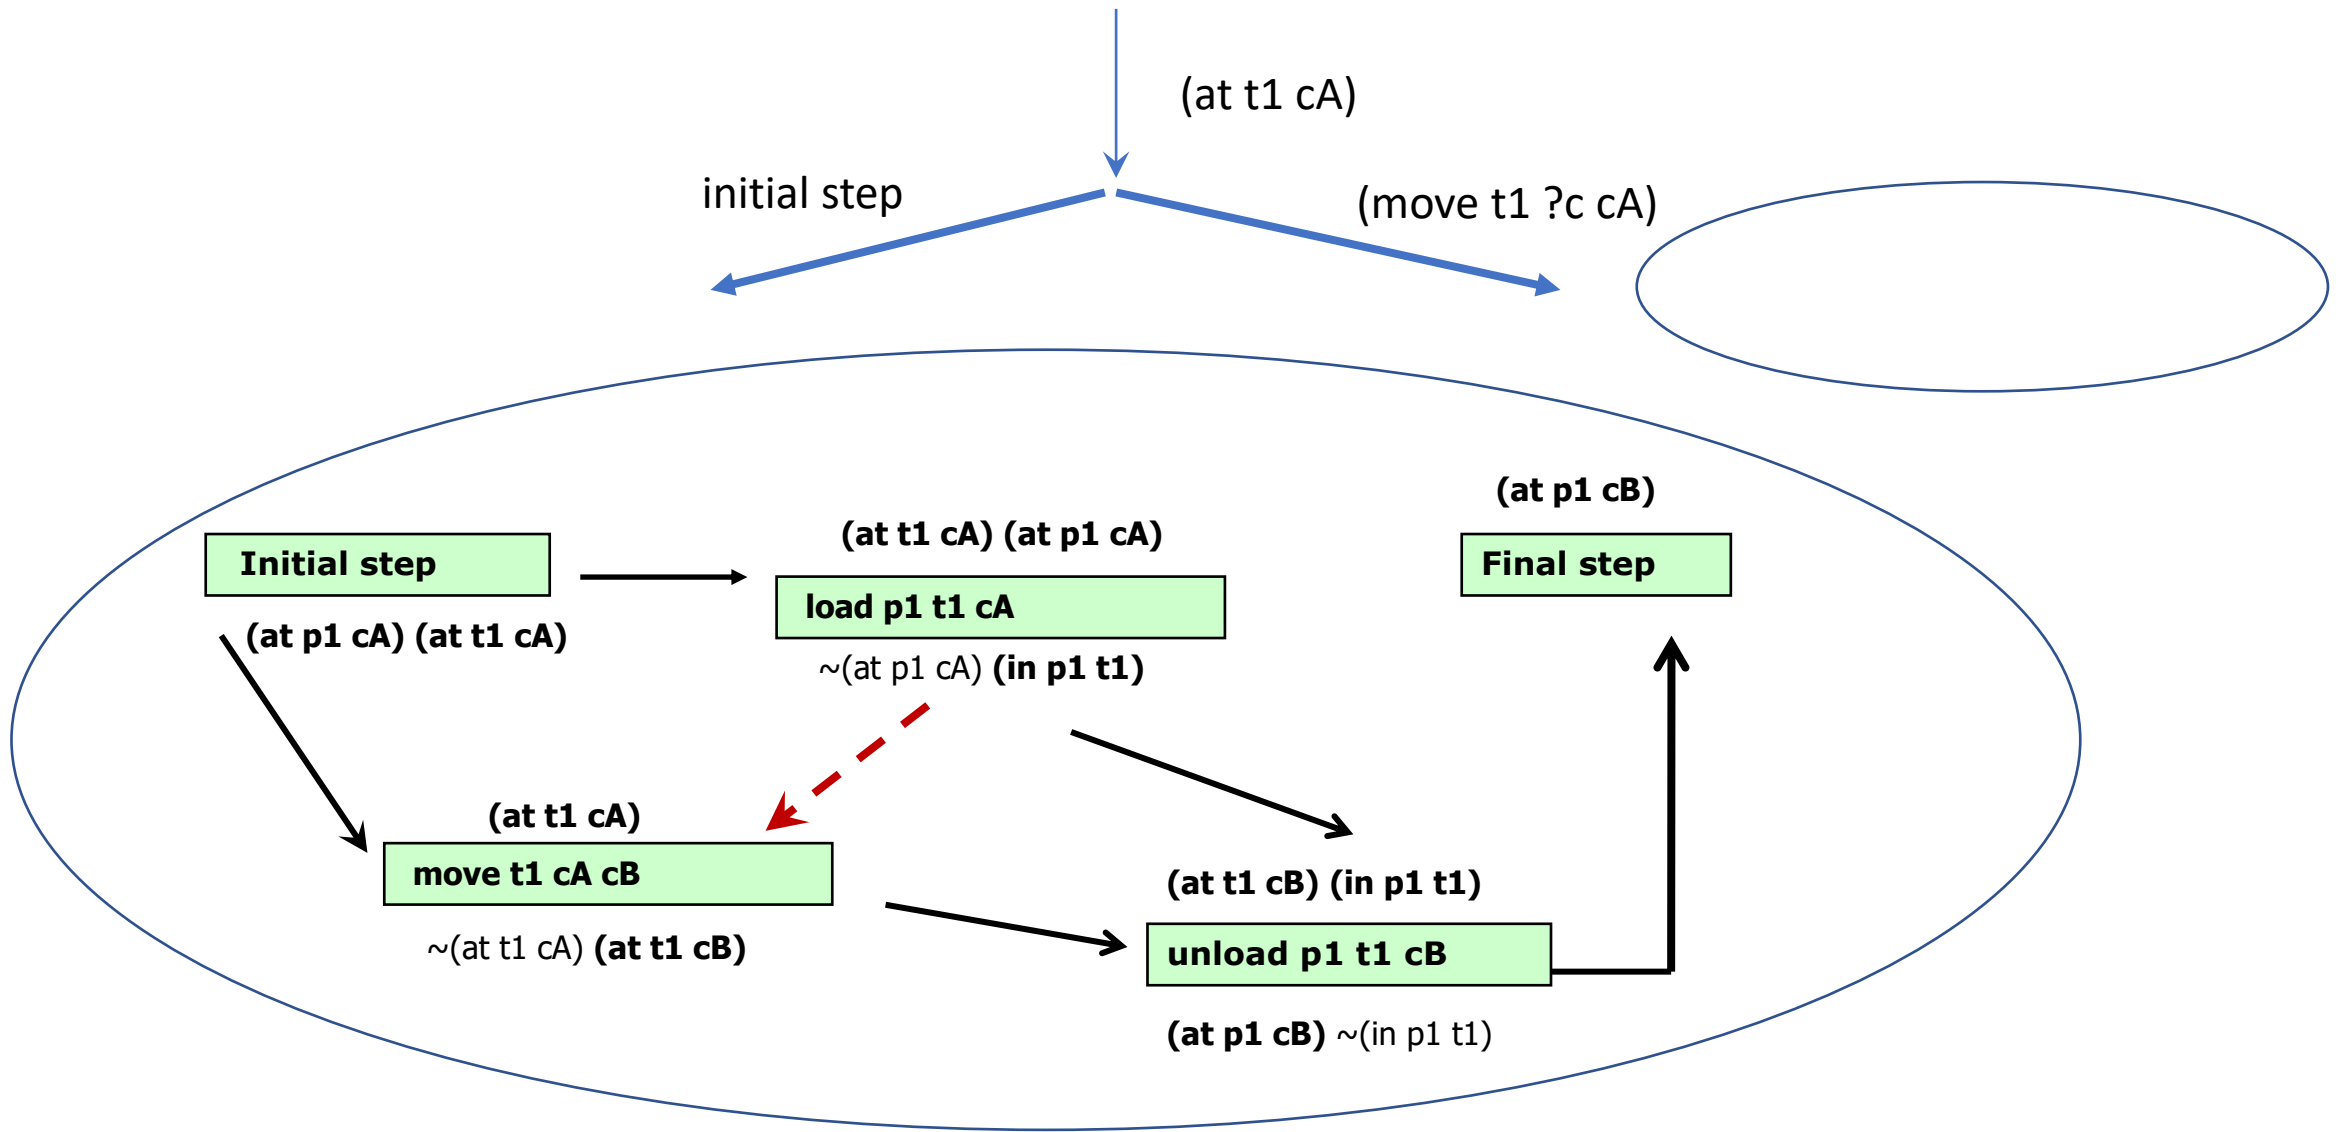 (at t1 cA)
initial step
(move t1 ?c cA)
(at p1 cB)
(at t1 cA) (at p1 cA)
Initial step
Final step
load p1 t1 cA
(at p1 cA) (at t1 cA)
~(at p1 cA) (in p1 t1)
(at t1 cA)
move t1 cA cB
(at t1 cB) (in p1 t1)
~(at t1 cA) (at t1 cB)
unload p1 t1 cB
(at p1 cB) ~(in p1 t1)